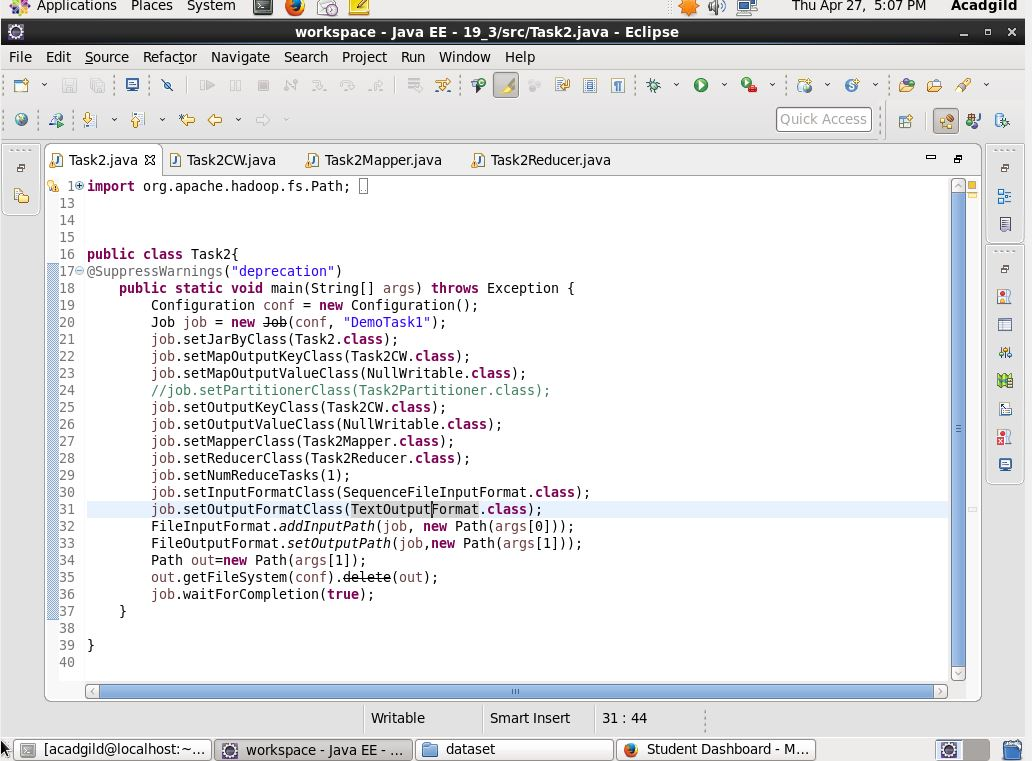 Applications Places System Thu Apr 27, 5:07 PM Acadgild
workspace - Java EE - 19_3/src/Task2.java - Eclipse
File Edit Source Refactor Navigate Search Project Run Window Help
Quick Access
Task2.java Task2CW.java Task2Mapper.java Task2Reducer.java
1 import org.apache.hadoop.fs.Path;
13
14
15
16 public class Task2{
17 @SuppressWarnings("deprecation")
18 public static void main(String[] args) throws Exception {
19 Configuration conf = new Configuration();
20 Job job = new Job(conf, "DemoTask1");
21 job.setJarByClass(Task2.class);
22 job.setMapOutputKeyClass(Task2CW.class);
23 job.setMapOutputValueClass(NullWritable.class);
24 //job.setPartitionerClass(Task2Partitioner.class);
25 job.setOutputKeyClass(Task2CW.class);
26 job.setOutputValueClass(NullWritable.class);
27 job.setMapperClass(Task2Mapper.class);
28 job.setReducerClass(Task2Reducer.class);
29 job.setNumReduceTasks(1);
30 job.setInputFormatClass(SequenceFileInputFormat.class);
31 job.setOutputFormatClass(TextOutputFormat.class);
32 FileInputFormat.addInputPath(job, new Path(args[0]));
33 FileOutputFormat.setOutputPath(job,new Path(args[1]));
34 Path out=new Path(args[1]);
35 out.getFileSystem(conf).delete(out);
36 job.waitForCompletion(true);
37 }
38
39 }
40
Writable Smart Insert 31 : 44
[acadgild@localhost:~... workspace - Java EE - ... dataset Student Dashboard - M...